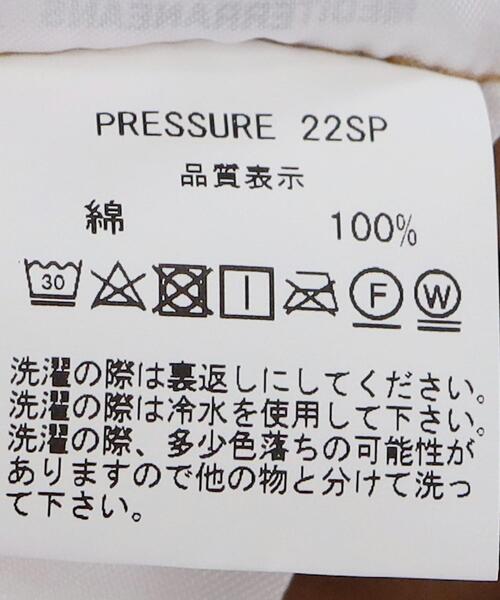 MEDITERRANEANS
PRESSURE 22SP
品質表示
綿 100%
30 F W
洗濯の際は裏返しにしてください。
洗濯の際は冷水を使用して下さい。
洗濯の際、多少色落ちの可能性が
ありますので他の物と分けて洗っ
て下さい。